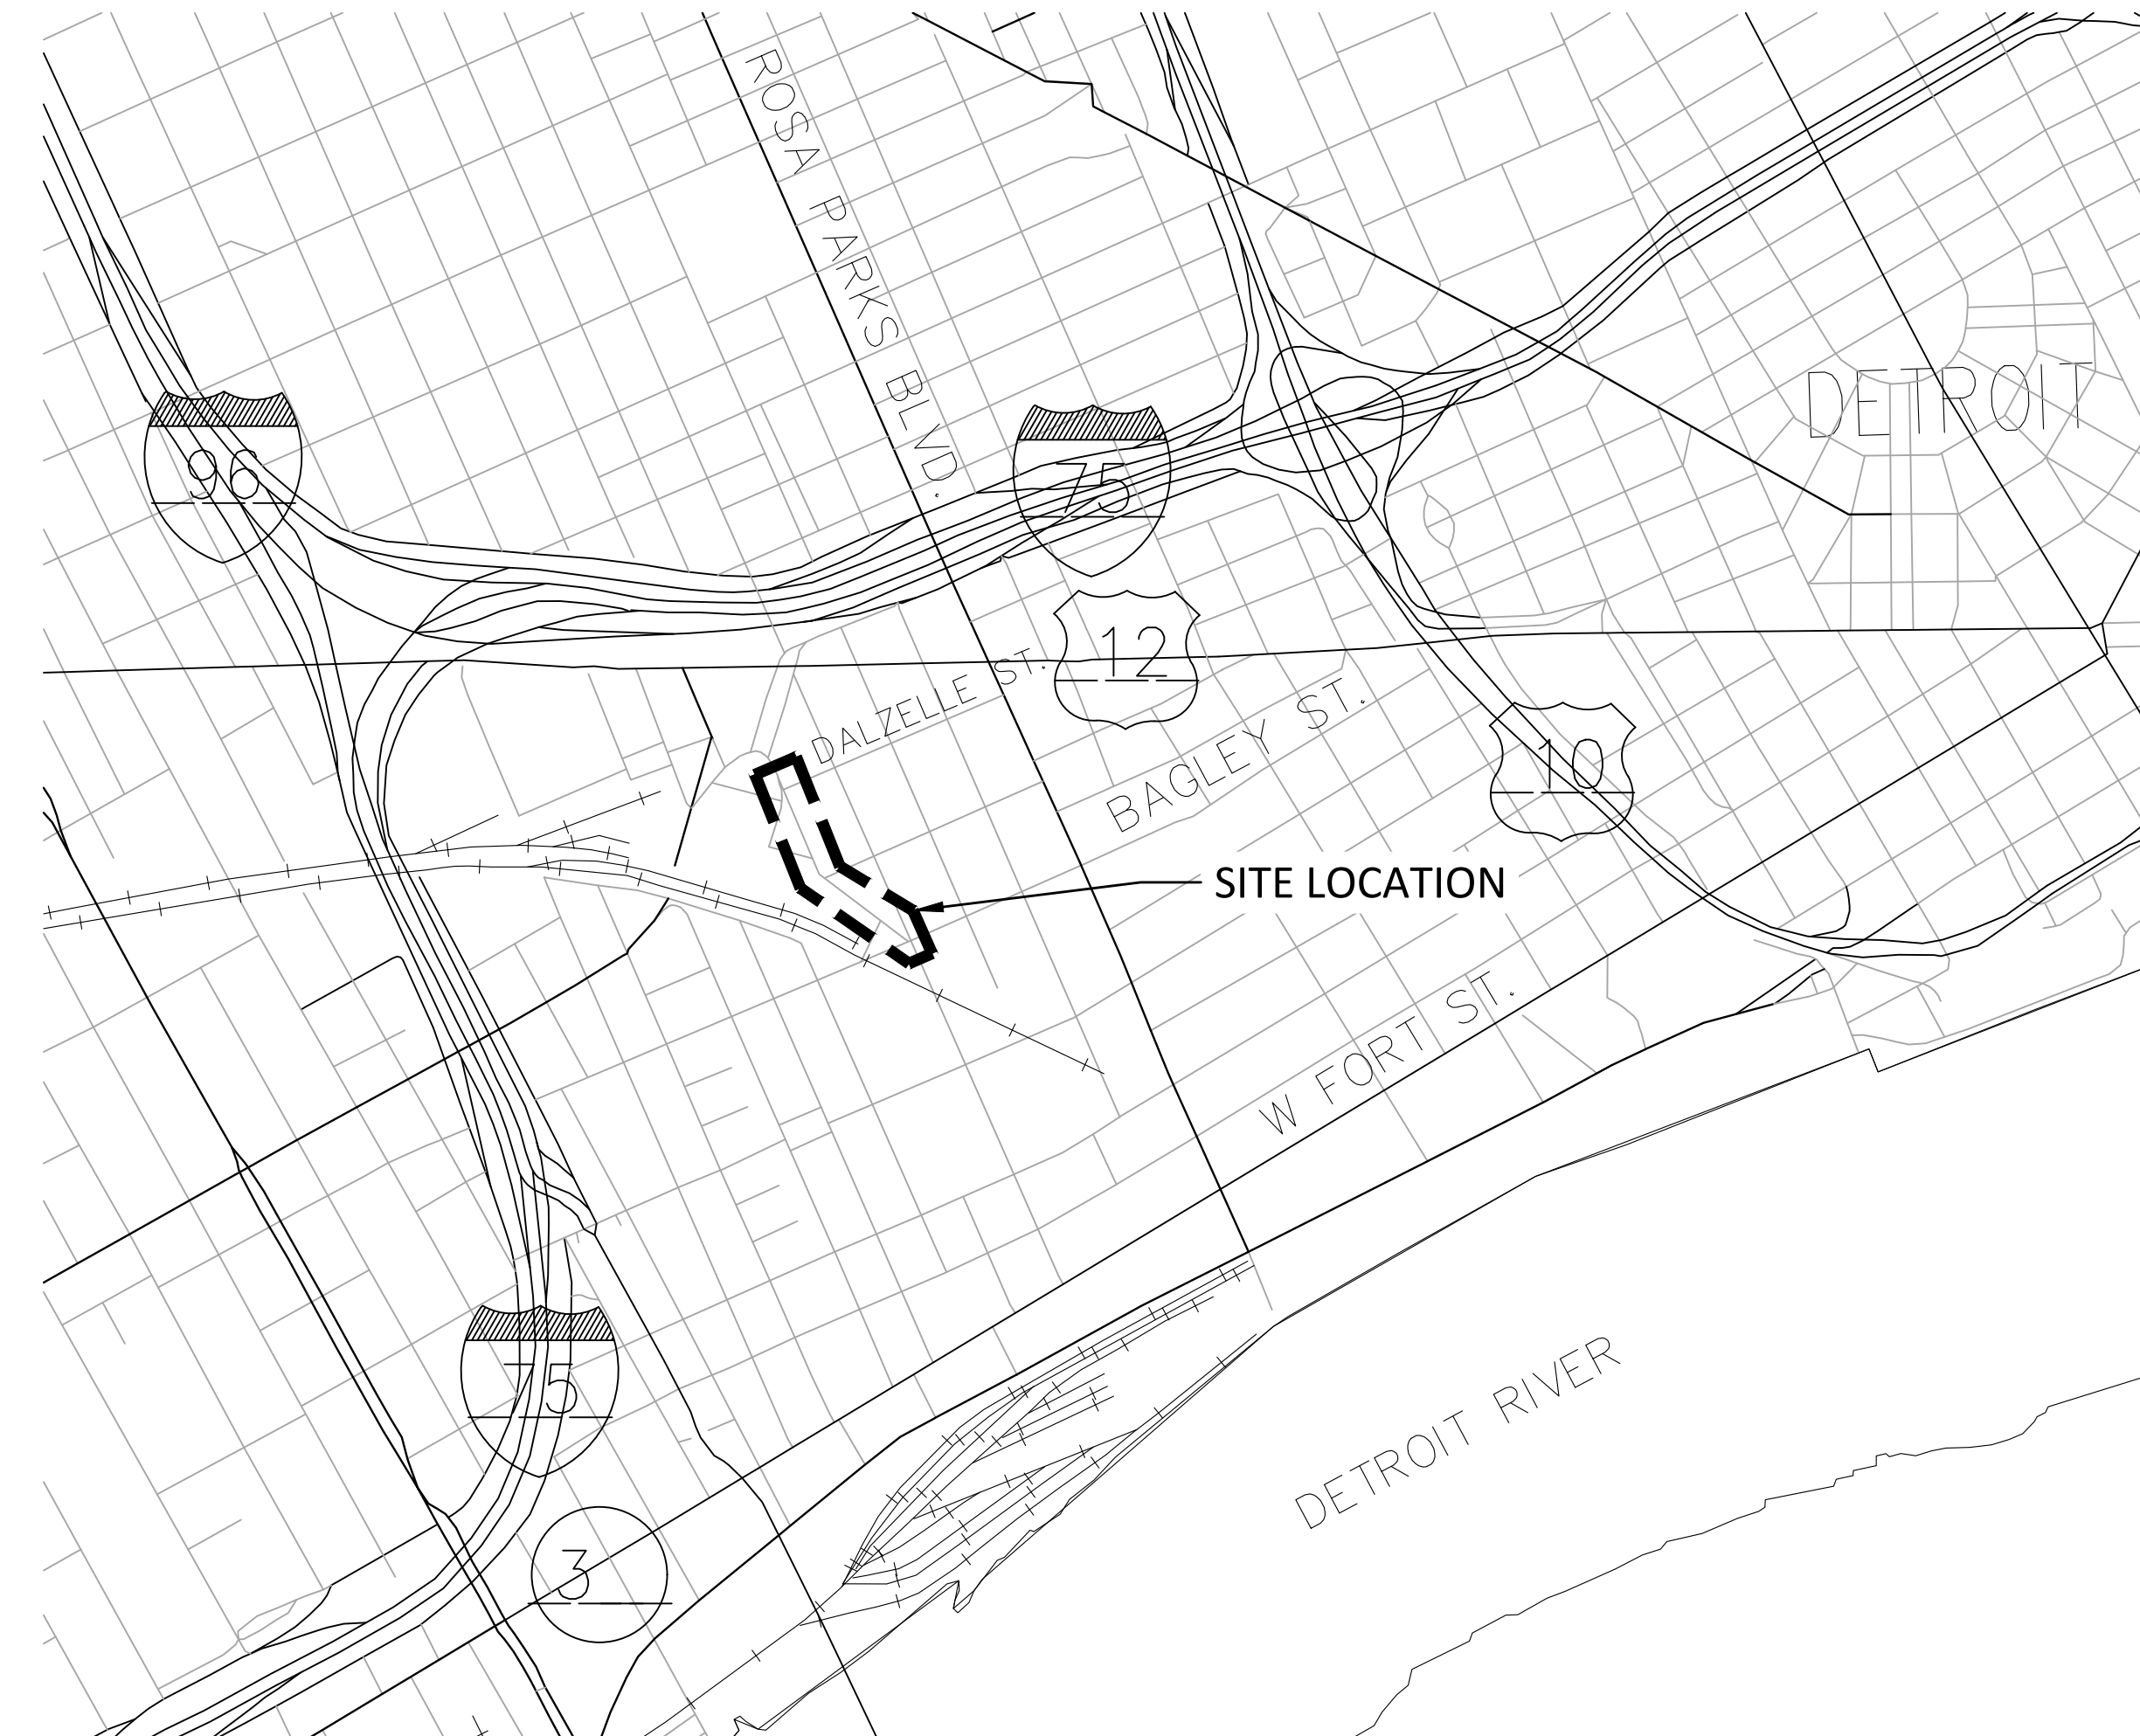 ROSA PARKS BLVD.
DETROIT
96
75
12
DALZELLE ST.
BAGLEY ST.
10
SITE LOCATION
W FORT ST.
75
DETROIT RIVER
3